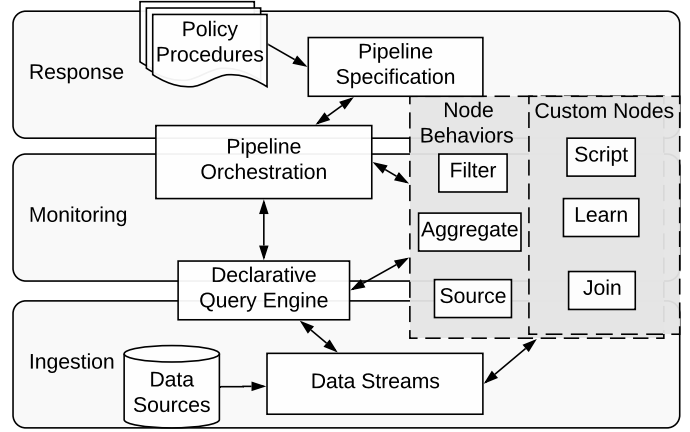 Policy
Procedures
Response
Pipeline
Specification
Node
Behaviors
Custom Nodes
Pipeline
Orchestration
Filter
Script
Monitoring
Aggregate
Learn
Declarative
Query Engine
Source
Join
Ingestion
Data
Sources
Data Streams